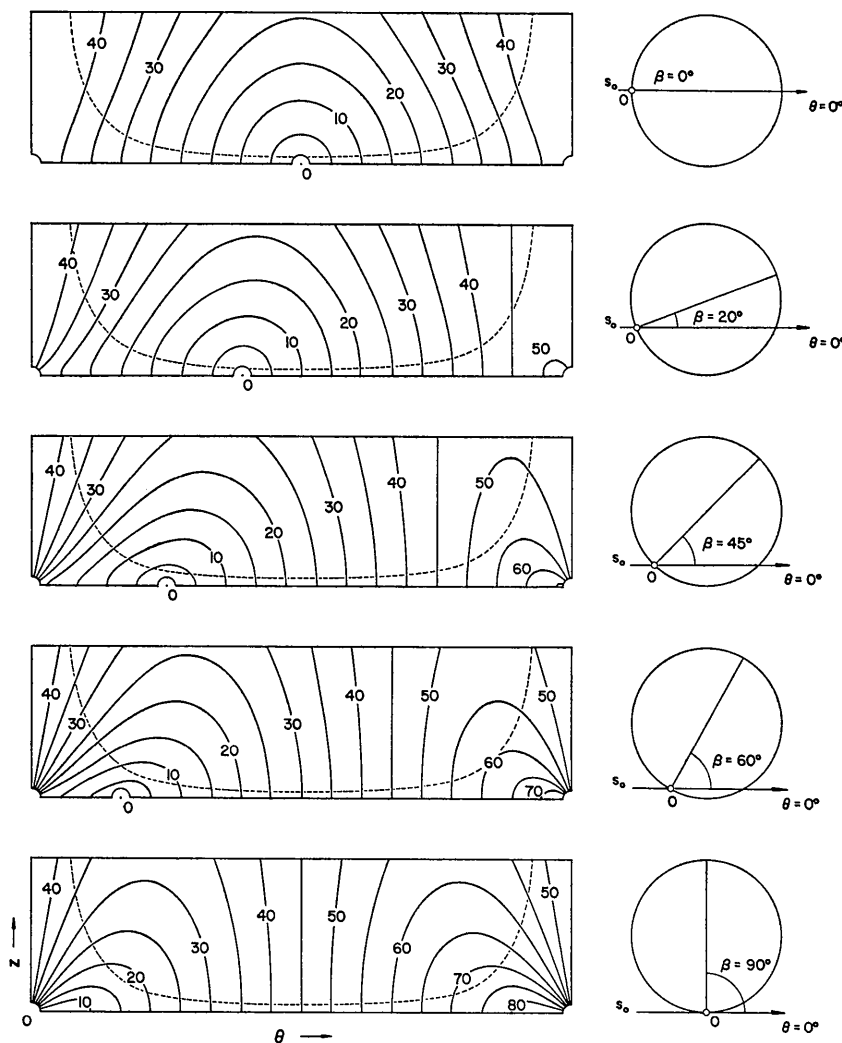 40 30 10 20 30 40
0
S₀ β = 0°
0 θ = 0°
40 30 10 20 30 40 50
0
S₀ β = 20°
0 θ = 0°
40 30 10 20 30 40 50 60
0
S₀ β = 45°
0 θ = 0°
40 30 10 20 30 40 50 60 70 50
0
S₀ β = 60°
0 θ = 0°
40 10 20 30 40 50 60 70 80 50
Z →
0 θ →
S₀ β = 90°
0 θ = 0°